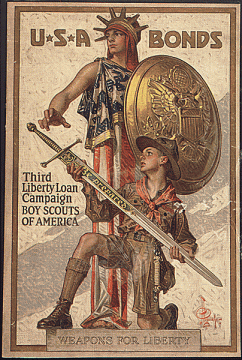 U★S★A BONDS
Third
Liberty Loan
Campaign
BOY SCOUTS
OF AMERICA
WEAPONS FOR LIBERTY